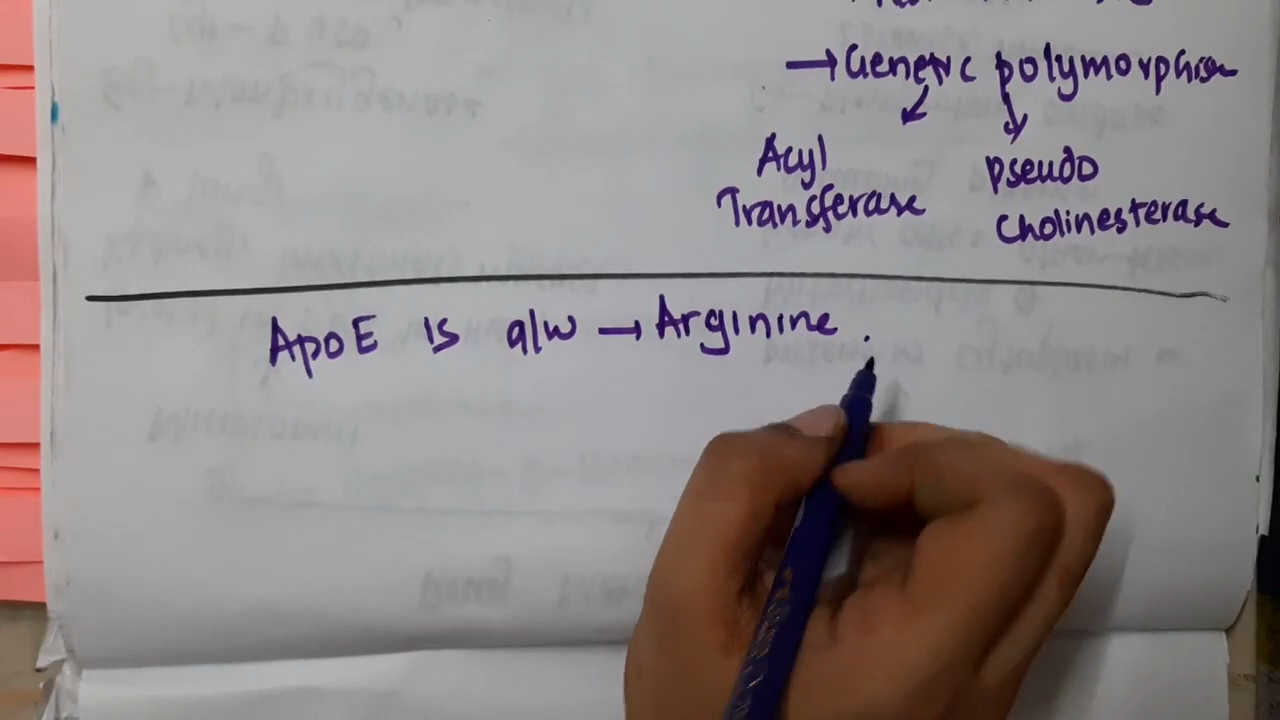 → Genetic polymorphism
Acyl
Transferase
pseudo
cholinesterase
ApoE is a/w → Arginine .